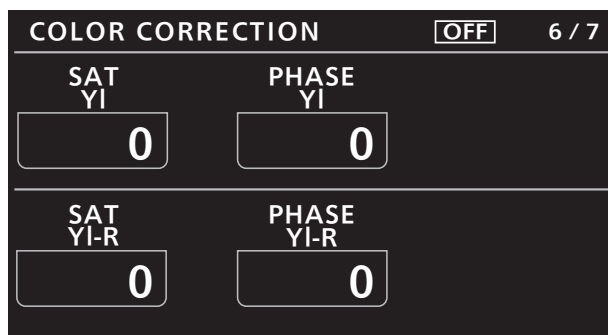 COLOR CORRECTION OFF 6 / 7
SAT PHASE
Yl Yl
0 0
SAT PHASE
Yl-R Yl-R
0 0